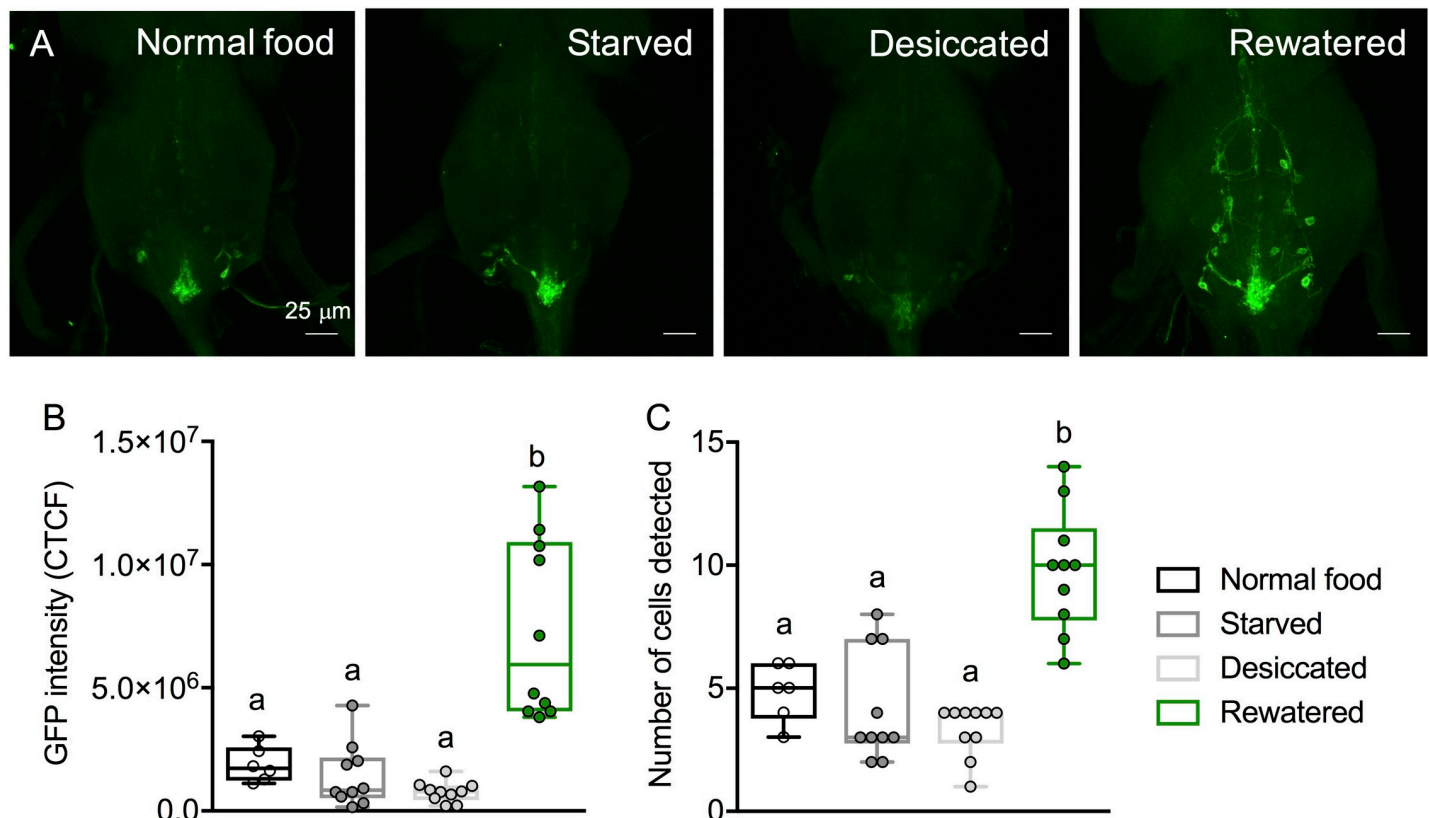 A
Normal food
Starved
Desiccated
Rewatered
25 μm
B
GFP intensity (CTCF)
1.5×10⁷
1.0×10⁷
5.0×10⁶
0.0
a
a
a
b
C
Number of cells detected
15
10
5
0
a
a
a
b
Normal food
Starved
Desiccated
Rewatered